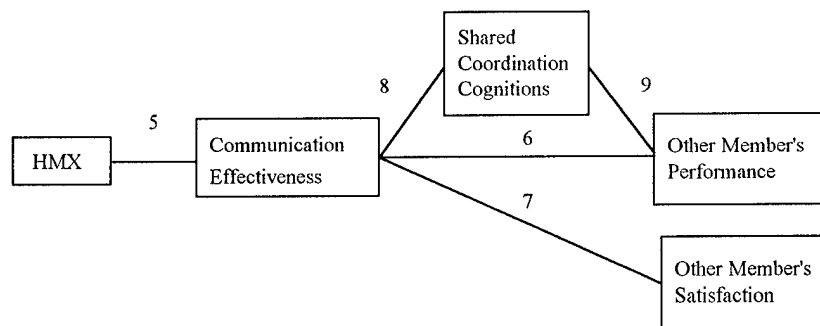 Shared
Coordination
Cognitions
8
9
5
HMX
Communication
Effectiveness
6
Other Member's
Performance
7
Other Member's
Satisfaction